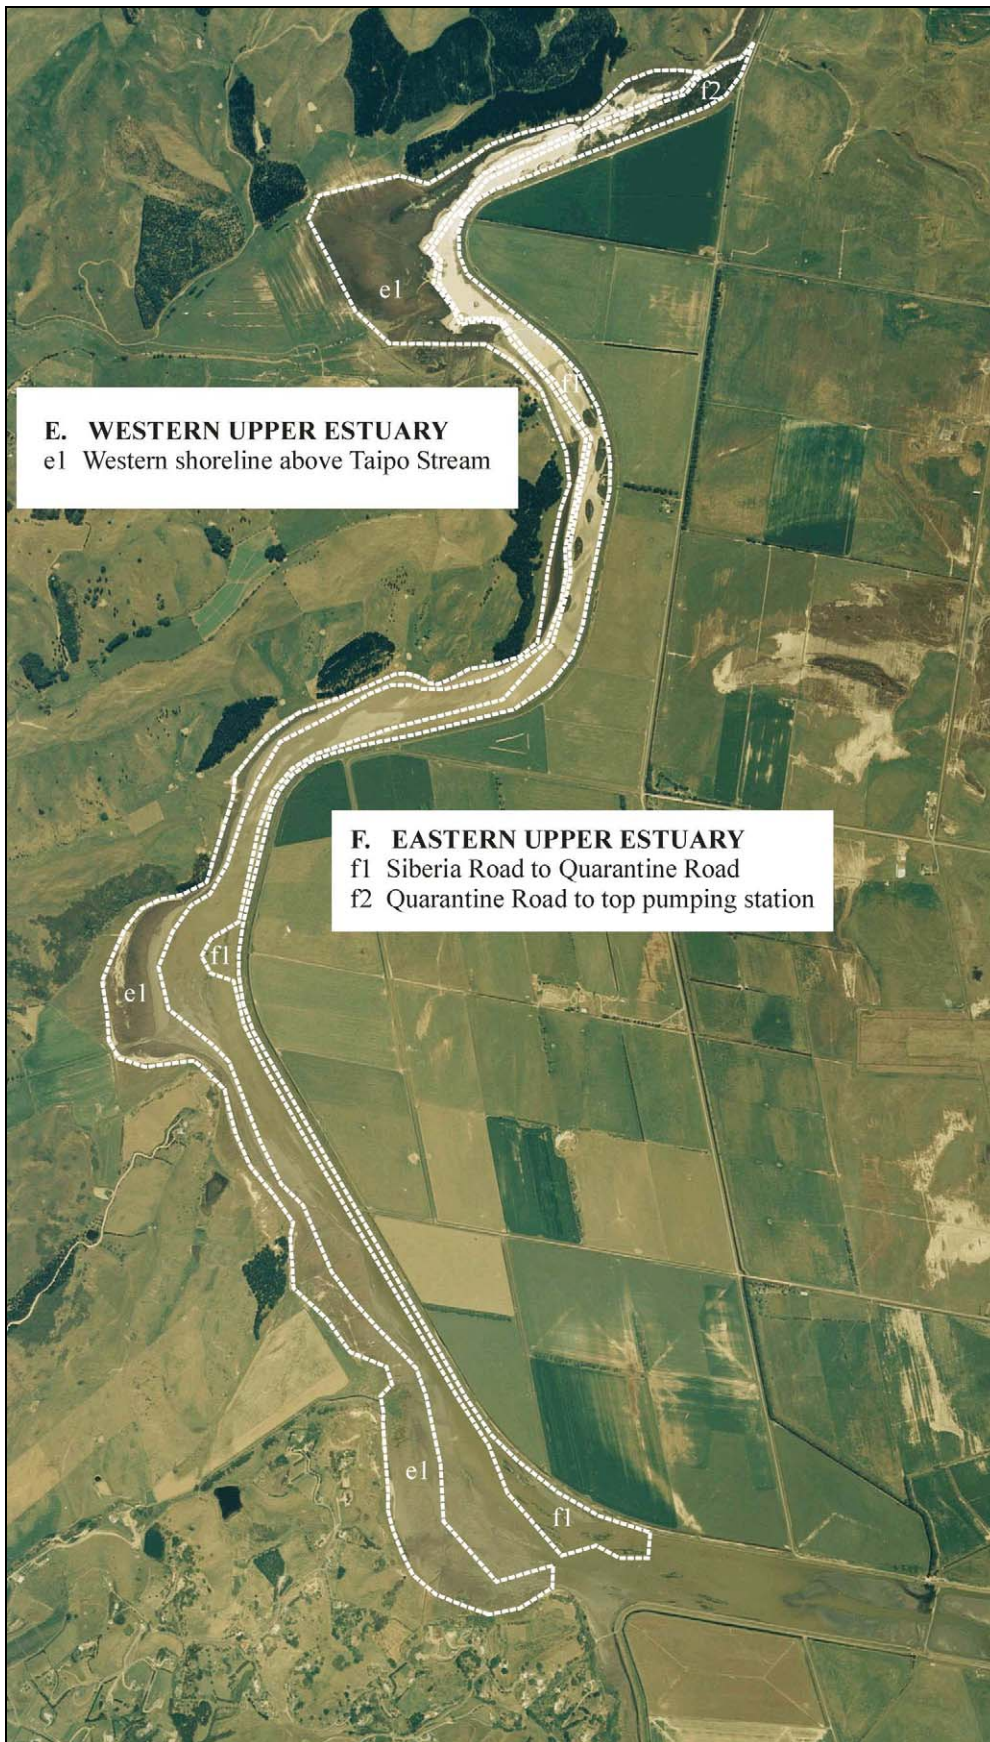 f2
e1
f1
E. WESTERN UPPER ESTUARY
e1 Western shoreline above Taipo Stream
F. EASTERN UPPER ESTUARY
f1 Siberia Road to Quarantine Road
f2 Quarantine Road to top pumping station
f1
e1
e1
f1